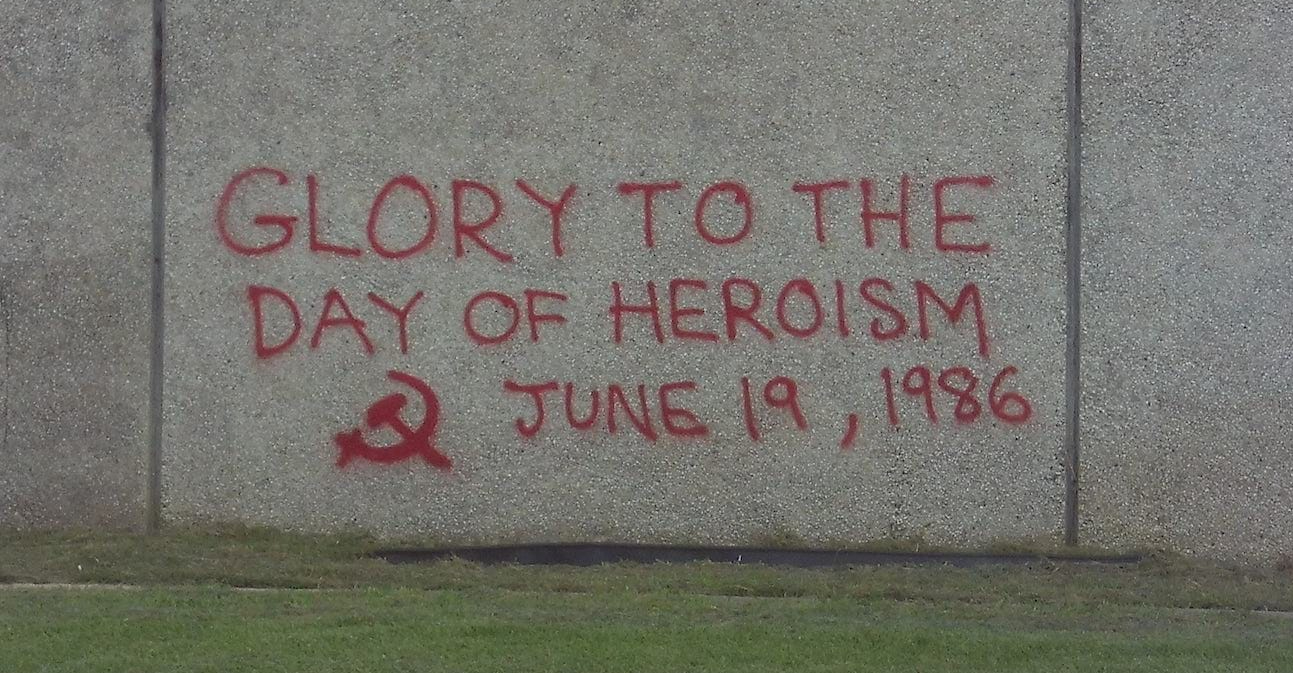 GLORY TO THE
DAY OF HEROISM
JUNE 19, 1986